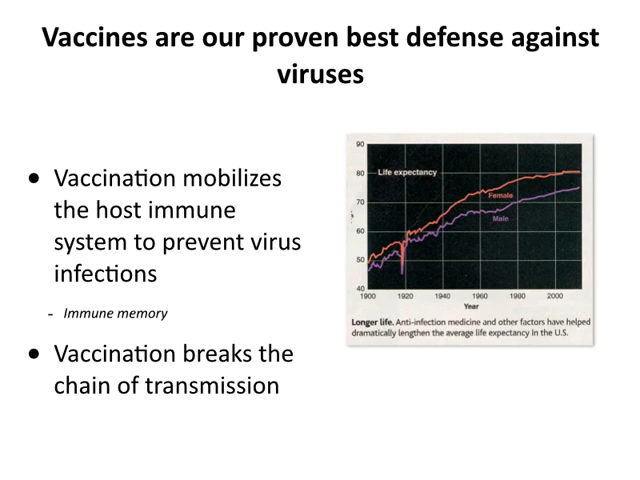 Vaccines are our proven best defense against
viruses
● Vaccination mobilizes
the host immune
system to prevent virus
infections
- Immune memory
● Vaccination breaks the
chain of transmission
90
80
70
60
50
40
Life expectancy
Female
Male
1900 1920 1940 1960 1980 2000
Year
Longer life. Anti-infection medicine and other factors have helped
dramatically lengthen the average life expectancy in the U.S.